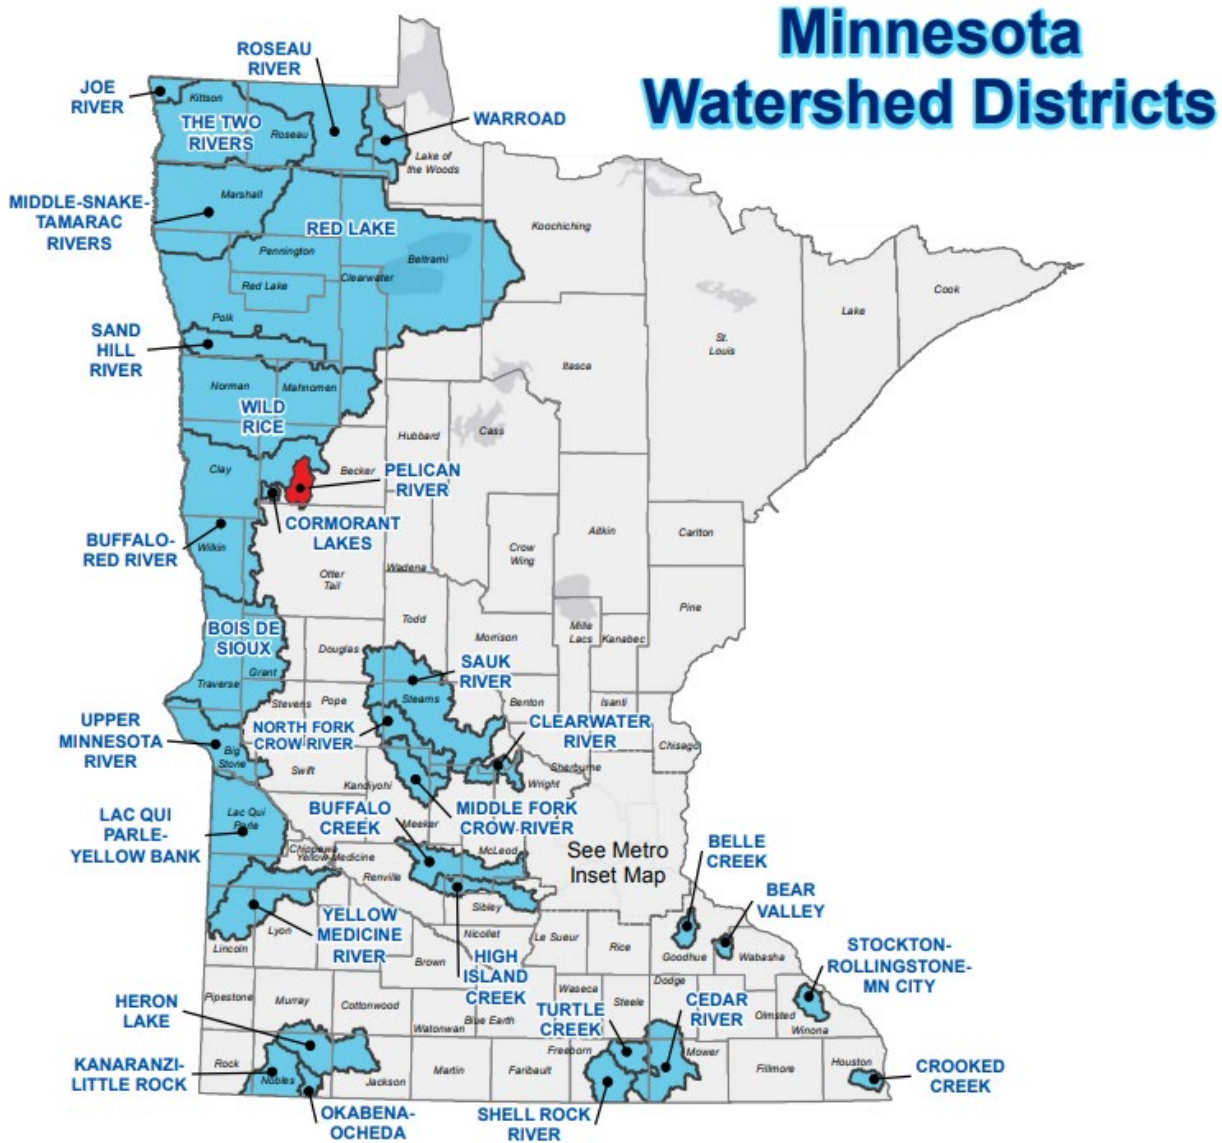 Minnesota
Watershed Districts
ROSEAU
RIVER
JOE
RIVER
Kittson
THE TWO
RIVERS
Roseau
WARROAD
Lake of
the Woods
MIDDLE-SNAKE-
TAMARAC
RIVERS
Marshall
RED LAKE
Koochiching
Pennington
Beltrami
Clearwater
Red Lake
Cook
Lake
Polk
SAND
HILL
RIVER
St.
Louis
Itasca
Norman
Mahnomen
WILD
RICE
Hubbard
Cass
Clay
Becker
PELICAN
RIVER
CORMORANT
LAKES
BUFFALO-
RED RIVER
Wilkin
Aitkin
Carlton
Crow
Wing
Otter
Tail
Wadena
Pine
BOIS DE
SIOUX
Todd
Mille
Lacs
Kanabec
Morrison
Douglas
SAUK
RIVER
Grant
Traverse
Stevens
Pope
Stearns
Benton
Isanti
UPPER
MINNESOTA
RIVER
NORTH FORK
CROW RIVER
CLEARWATER
RIVER
Chisago
Big
Stone
Swift
Sherburne
Kandiyohi
Wright
LAC QUI
PARLE-
YELLOW BANK
Lac Qui
Parle
BUFFALO
CREEK
MIDDLE FORK
CROW RIVER
Meeker
McLeod
See Metro
Inset Map
BELLE
CREEK
Chippewa
Yellow Medicine
Renville
BEAR
VALLEY
Sibley
YELLOW
MEDICINE
RIVER
Lyon
Lincoln
Nicollet
Le Sueur
Rice
Goodhue
Wabasha
STOCKTON-
ROLLINGSTONE-
MN CITY
Brown
HIGH
ISLAND
CREEK
Pipestone
Murray
Cottonwood
Waseca
Steele
Dodge
Olmsted
Winona
HERON
LAKE
Watonwan
Blue Earth
TURTLE
CREEK
CEDAR
RIVER
Freeborn
Mower
KANARANZI-
LITTLE ROCK
Rock
Nobles
Jackson
Martin
Faribault
Fillmore
Houston
CROOKED
CREEK
OKABENA-
OCHEDA
SHELL ROCK
RIVER